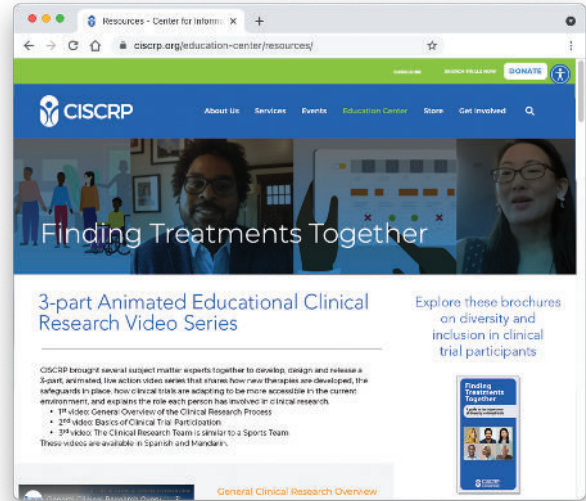 Resources - Center for Inform
ciscrp.org/education-center/resources/
SEARCH TRIALS NOW
DONATE
CISCRP
About Us Services Events Education Center Store Get Involved
Finding Treatments Together
3-part Animated Educational Clinical
Research Video Series
CISCRP brought several subject matter experts together to develop, design and release a
3-part, animated, live action video series that shares how new therapies are developed, the
safeguards in place, how clinical trials are adapting to be more accessible in the current
environment, and explains the role each person has involved in clinical research.
• 1st video: General Overview of the Clinical Research Process
• 2nd video: Basics of Clinical Trial Participation
• 3rd video: The Clinical Research Team is similar to a Sports Team
These videos are available in Spanish and Mandarin.
Explore these brochures
on diversity and
inclusion in clinical
trial participants
Finding
Treatments
Together
CISCRP
General Clinical Research Overview